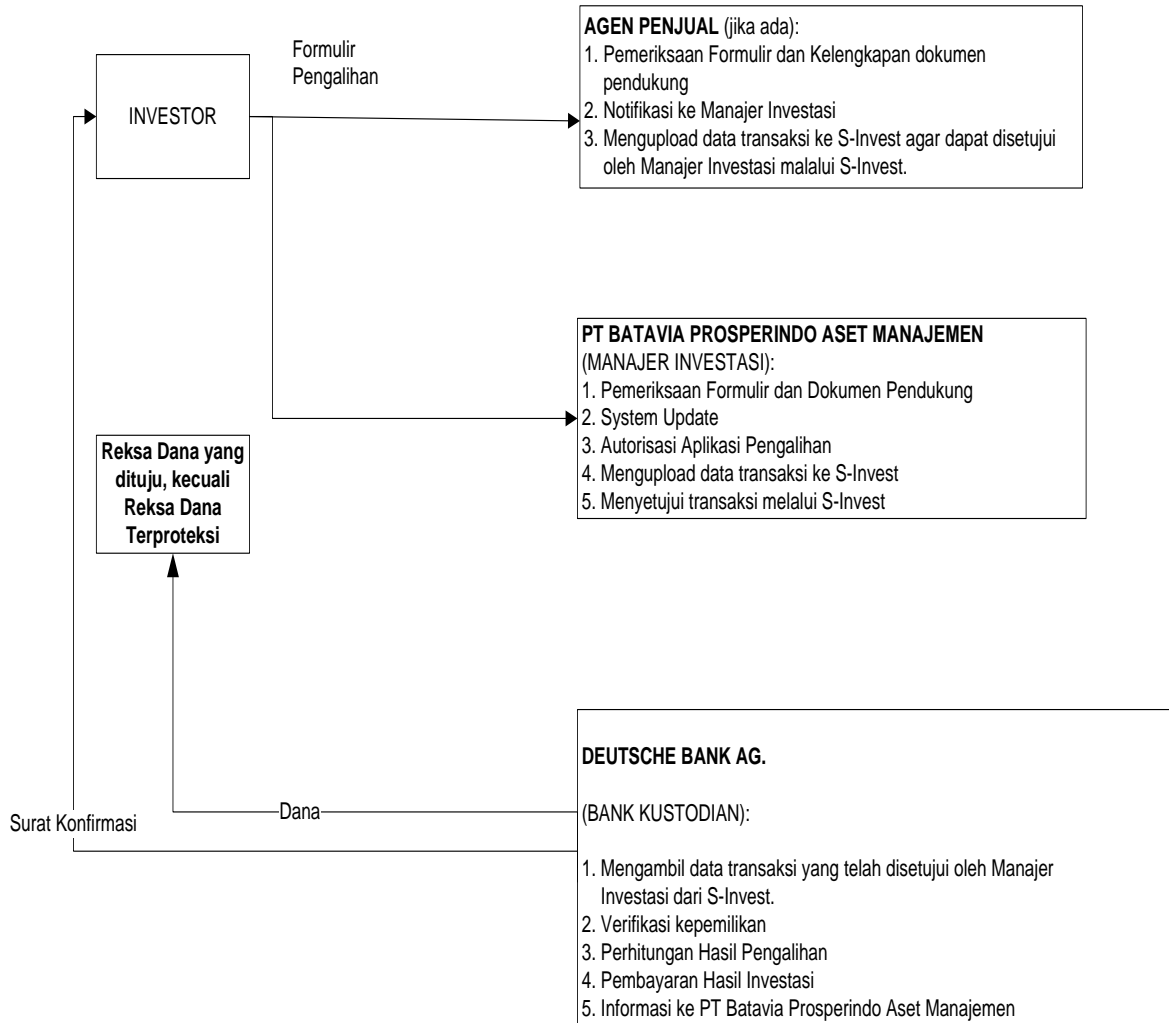 Formulir
Pengalihan
INVESTOR
AGEN PENJUAL (jika ada):
1. Pemeriksaan Formulir dan Kelengkapan dokumen
pendukung
2. Notifikasi ke Manajer Investasi
3. Mengupload data transaksi ke S-Invest agar dapat disetujui
oleh Manajer Investasi malalui S-Invest.
PT BATAVIA PROSPERINDO ASET MANAJEMEN
(MANAJER INVESTASI):
1. Pemeriksaan Formulir dan Dokumen Pendukung
2. System Update
3. Autorisasi Aplikasi Pengalihan
4. Mengupload data transaksi ke S-Invest
5. Menyetujui transaksi melalui S-Invest
Reksa Dana yang
dituju, kecuali
Reksa Dana
Terproteksi
Surat Konfirmasi
Dana
DEUTSCHE BANK AG.
(BANK KUSTODIAN):
1. Mengambil data transaksi yang telah disetujui oleh Manajer
Investasi dari S-Invest.
2. Verifikasi kepemilikan
3. Perhitungan Hasil Pengalihan
4. Pembayaran Hasil Investasi
5. Informasi ke PT Batavia Prosperindo Aset Manajemen